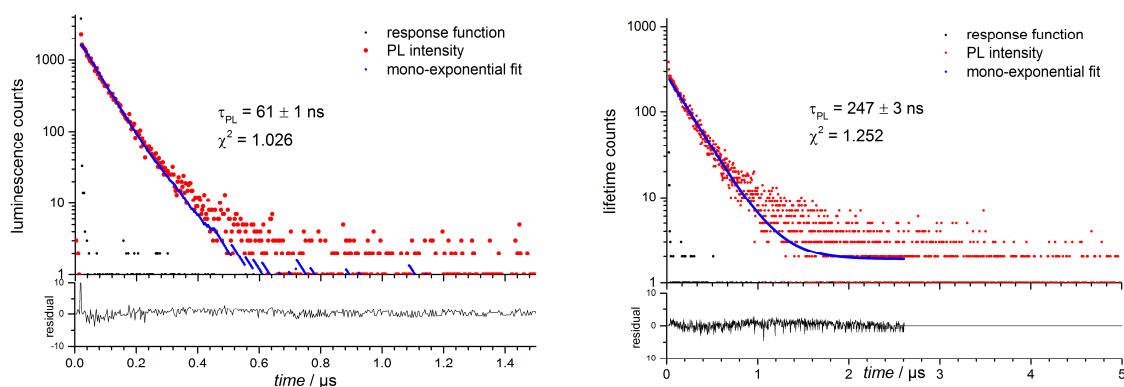 response function
PL intensity
mono-exponential fit
τPL = 61 ± 1 ns
χ² = 1.026
luminescence counts
1000
100
10
1
residual
10
0
-10
0.0 0.2 0.4 0.6 0.8 1.0 1.2 1.4
time / µs
response function
PL intensity
mono-exponential fit
τPL = 247 ± 3 ns
χ² = 1.252
lifetime counts
1000
100
10
1
residual
10
0
10
0 1 2 3 4 5
time / µs